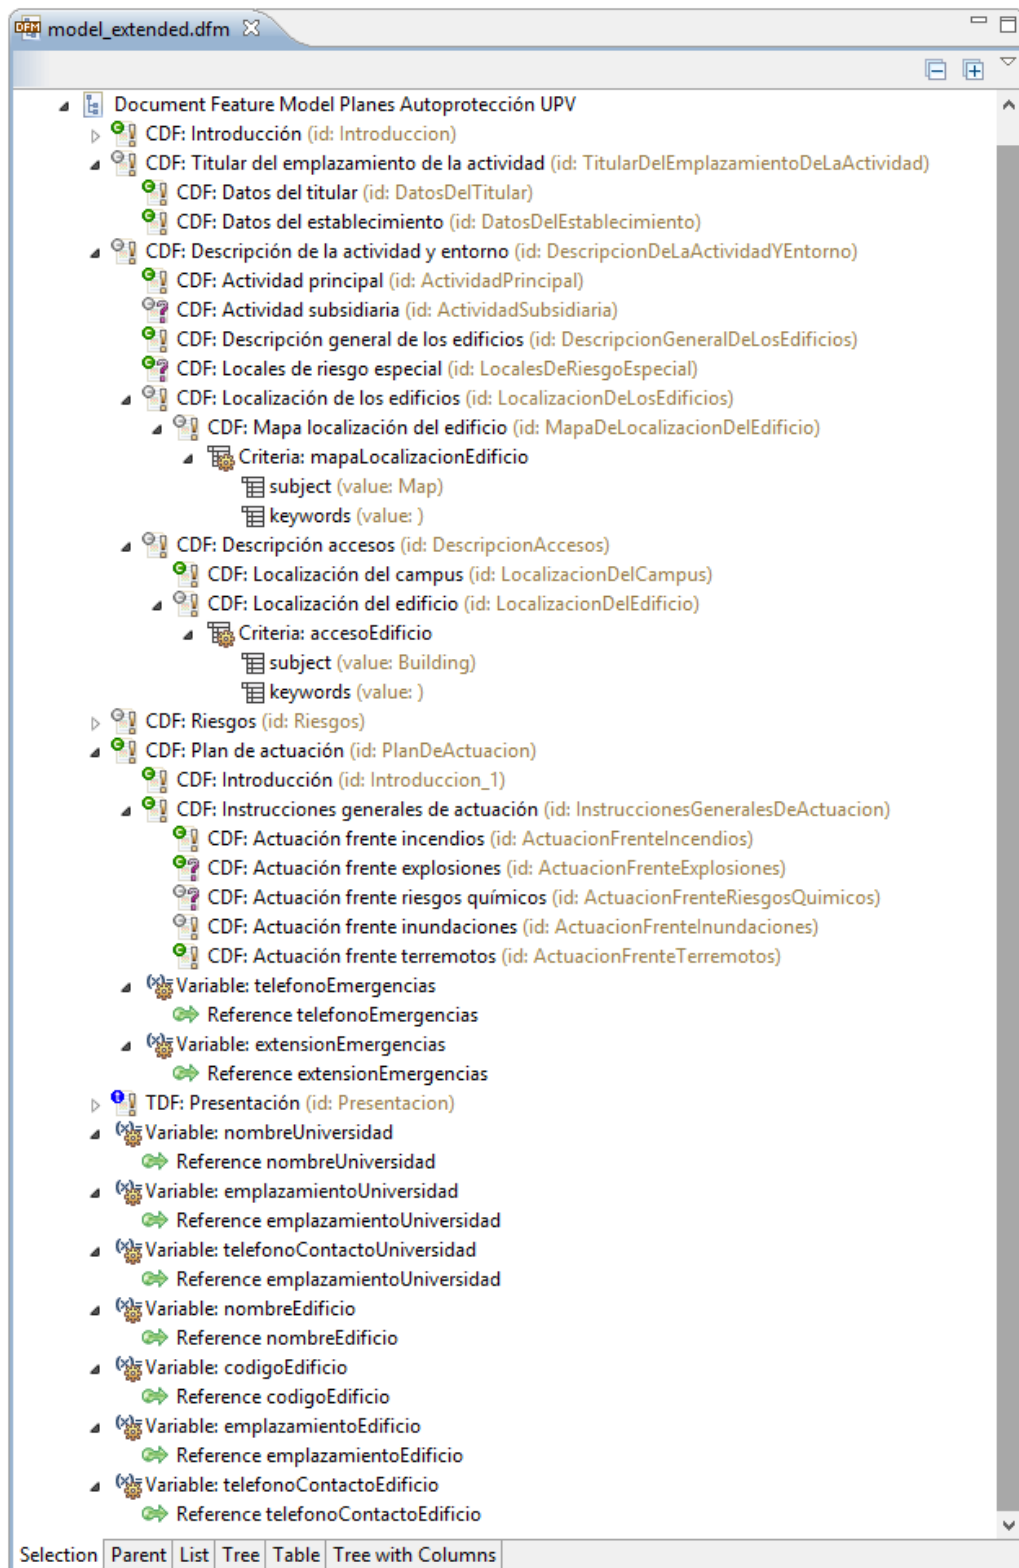 model_extended.dfm
Document Feature Model Planes Autoprotección UPV
CDF: Introducción (id: Introduccion)
CDF: Titular del emplazamiento de la actividad (id: TitularDelEmplazamientoDeLaActividad)
CDF: Datos del titular (id: DatosDelTitular)
CDF: Datos del establecimiento (id: DatosDelEstablecimiento)
CDF: Descripción de la actividad y entorno (id: DescripcionDeLaActividadYEntorno)
CDF: Actividad principal (id: ActividadPrincipal)
CDF: Actividad subsidiaria (id: ActividadSubsidiaria)
CDF: Descripción general de los edificios (id: DescripcionGeneralDeLosEdificios)
CDF: Locales de riesgo especial (id: LocalesDeRiesgoEspecial)
CDF: Localización de los edificios (id: LocalizacionDeLosEdificios)
CDF: Mapa localización del edificio (id: MapaDeLocalizacionDelEdificio)
Criteria: mapaLocalizacionEdificio
subject (value: Map)
keywords (value: )
CDF: Descripción accesos (id: DescripcionAccesos)
CDF: Localización del campus (id: LocalizacionDelCampus)
CDF: Localización del edificio (id: LocalizacionDelEdificio)
Criteria: accesoEdificio
subject (value: Building)
keywords (value: )
CDF: Riesgos (id: Riesgos)
CDF: Plan de actuación (id: PlanDeActuacion)
CDF: Introducción (id: Introduccion_1)
CDF: Instrucciones generales de actuación (id: InstruccionesGeneralesDeActuacion)
CDF: Actuación frente incendios (id: ActuacionFrenteIncendios)
CDF: Actuación frente explosiones (id: ActuacionFrenteExplosiones)
CDF: Actuación frente riesgos químicos (id: ActuacionFrenteRiesgosQuimicos)
CDF: Actuación frente inundaciones (id: ActuacionFrenteInundaciones)
CDF: Actuación frente terremotos (id: ActuacionFrenteTerremotos)
Variable: telefonoEmergencias
Reference telefonoEmergencias
Variable: extensionEmergencias
Reference extensionEmergencias
TDF: Presentación (id: Presentacion)
Variable: nombreUniversidad
Reference nombreUniversidad
Variable: emplazamientoUniversidad
Reference emplazamientoUniversidad
Variable: telefonoContactoUniversidad
Reference emplazamientoUniversidad
Variable: nombreEdificio
Reference nombreEdificio
Variable: codigoEdificio
Reference codigoEdificio
Variable: emplazamientoEdificio
Reference emplazamientoEdificio
Variable: telefonoContactoEdificio
Reference telefonoContactoEdificio
Selection Parent List Tree Table Tree with Columns